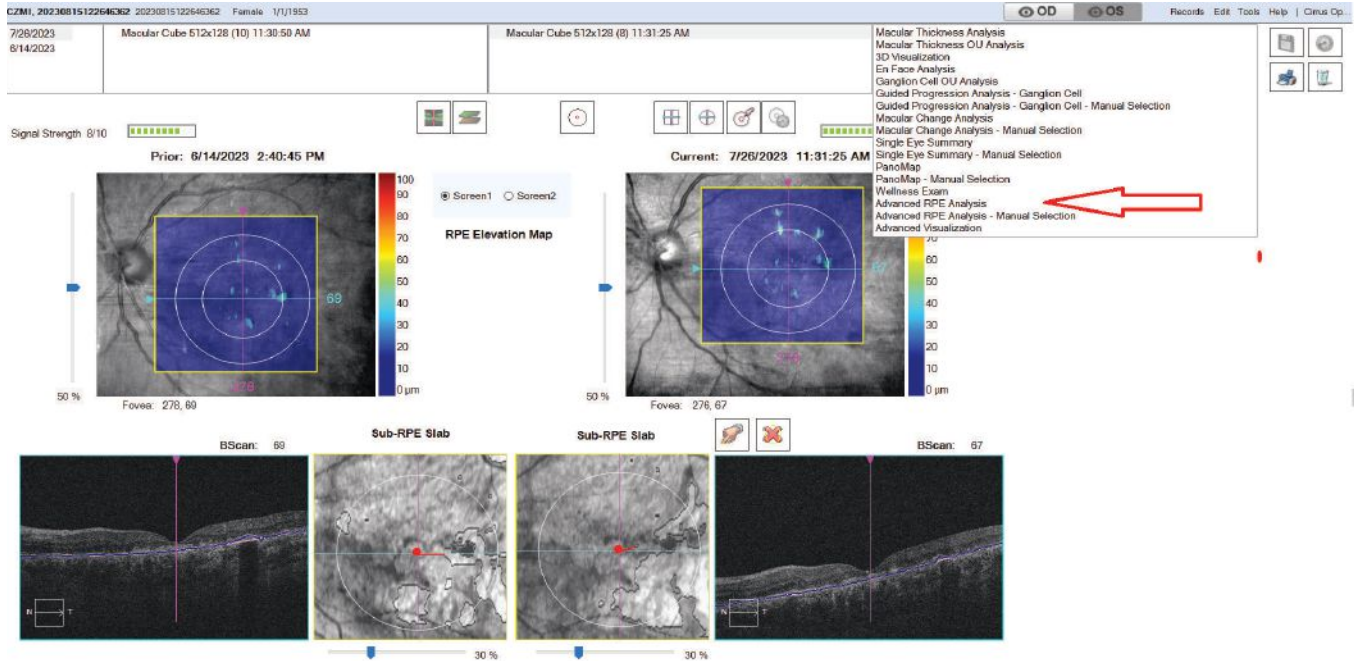 CZMI, 20230815122646362 20230815122646362 Female 1/1/1953
OD OS Records Edit Tools Help | Cirrus Op...
7/26/2023
6/14/2023
Macular Cube 512x128 (10) 11:30:50 AM
Macular Cube 512x128 (8) 11:31:25 AM
Macular Thickness Analysis
Macular Thickness OU Analysis
3D Visualization
En Face Analysis
Ganglion Cell OU Analysis
Guided Progression Analysis - Ganglion Cell
Guided Progression Analysis - Ganglion Cell - Manual Selection
Macular Change Analysis
Macular Change Analysis - Manual Selection
Single Eye Summary
Single Eye Summary - Manual Selection
PanoMap
PanoMap - Manual Selection
Wellness Exam
Advanced RPE Analysis
Advanced RPE Analysis - Manual Selection
Advanced Visualization
Signal Strength 8/10
Prior: 6/14/2023 2:40:45 PM
Current: 7/26/2023 11:31:25 AM
100
90
80
70
60
50
40
30
20
10
0 µm
Screen1 Screen2
RPE Elevation Map
69
278
50 %
Fovea: 278, 69
70
60
50
40
30
20
10
0 µm
67
276
50 %
Fovea: 276, 67
BScan: 69
Sub-RPE Slab
Sub-RPE Slab
BScan: 67
N T
N T
30 %
30 %